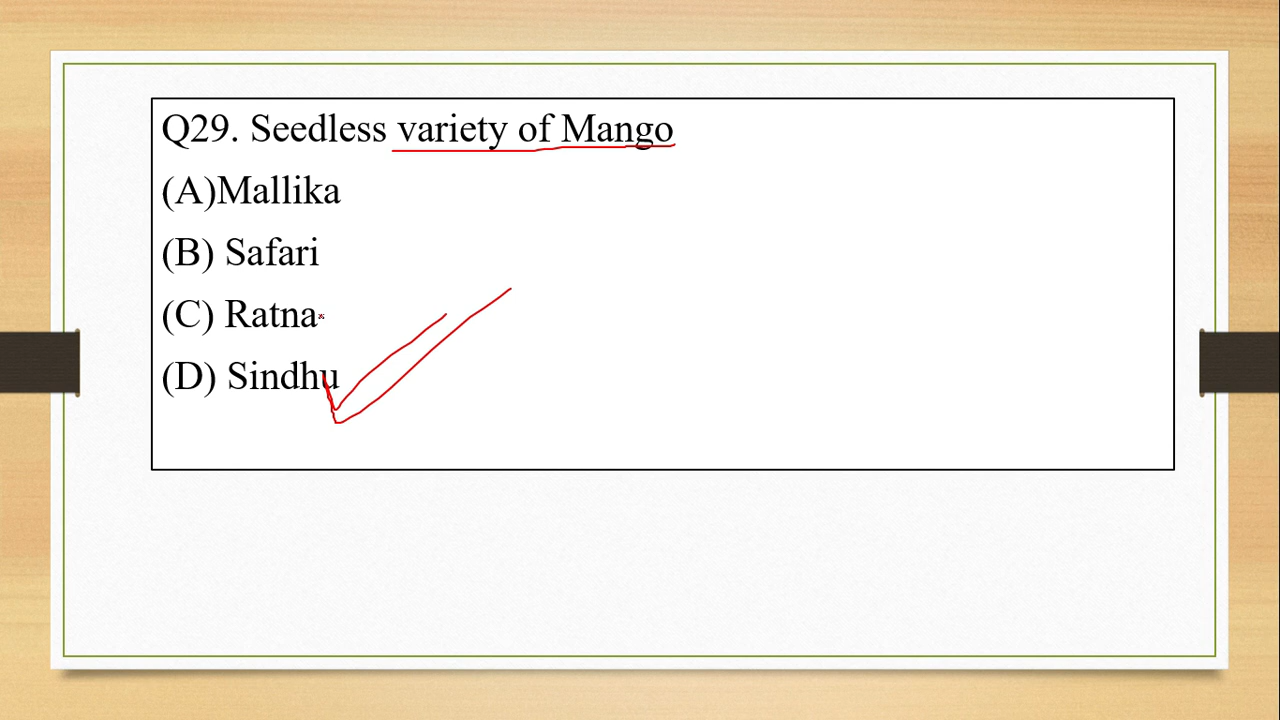 Q29. Seedless variety of Mango
(A)Mallika
(B) Safari
(C) Ratna
(D) Sindhu